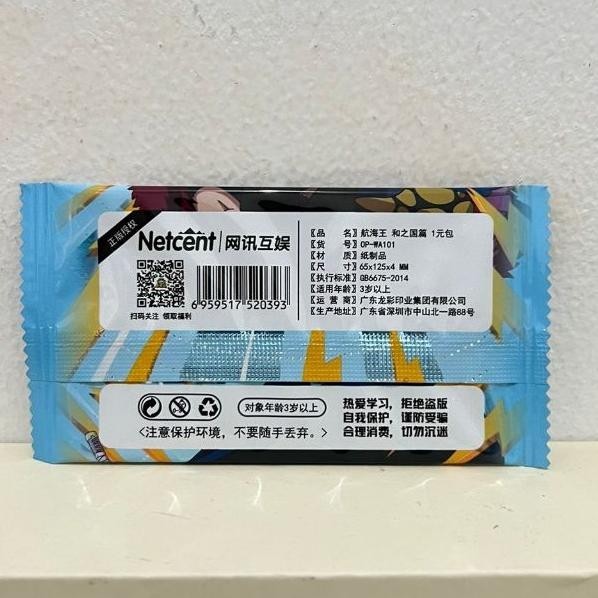 正版授权
Netcent 网讯互娱
6 959517 520393
扫码关注 领取福利
【品 名】航海王 和之国篇 1元包
【货 号】OP-WA101
【材 质】纸制品
【尺 寸】65x125x4 MM
【执行标准】GB6675-2014
【适用年龄】3岁以上
【运 营 商】广东龙彩印业集团有限公司
【生产地址】广东省深圳市中山北一路88号
对象年龄3岁以上
<注意保护环境，不要随手丢弃。>
热爱学习，拒绝盗版
自我保护，谨防受骗
合理消费，切勿沉迷